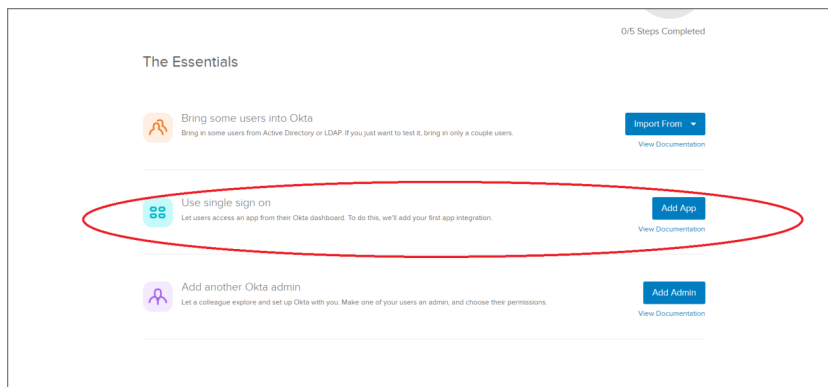 0/5 Steps Completed
The Essentials
Bring some users into Okta
Bring in some users from Active Directory or LDAP. If you just want to test it, bring in only a couple users.
Import From
View Documentation
Use single sign on
Let users access an app from their Okta dashboard. To do this, we'll add your first app integration.
Add App
View Documentation
Add another Okta admin
Let a colleague explore and set up Okta with you. Make one of your users an admin, and choose their permissions.
Add Admin
View Documentation